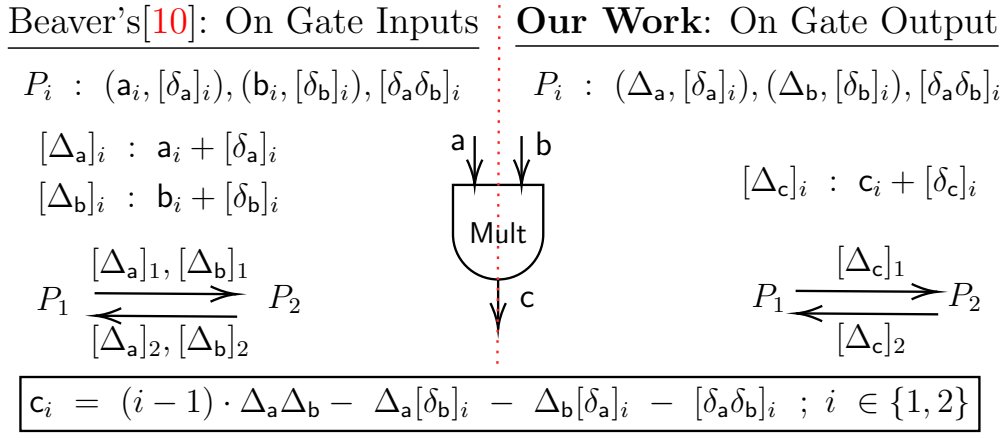 Beaver's[10]: On Gate Inputs
P_i : (a_i, [δ_a]_i), (b_i, [δ_b]_i), [δ_aδ_b]_i
[Δ_a]_i : a_i + [δ_a]_i
[Δ_b]_i : b_i + [δ_b]_i
[Δ_a]_1, [Δ_b]_1
P_1 P_2
[Δ_a]_2, [Δ_b]_2
a b
Mult
c
Our Work: On Gate Output
P_i : (Δ_a, [δ_a]_i), (Δ_b, [δ_b]_i), [δ_aδ_b]_i
[Δ_c]_i : c_i + [δ_c]_i
[Δ_c]_1
P_1 P_2
[Δ_c]_2
c_i = (i − 1) · Δ_aΔ_b − Δ_a[δ_b]_i − Δ_b[δ_a]_i − [δ_aδ_b]_i ; i ∈ {1, 2}